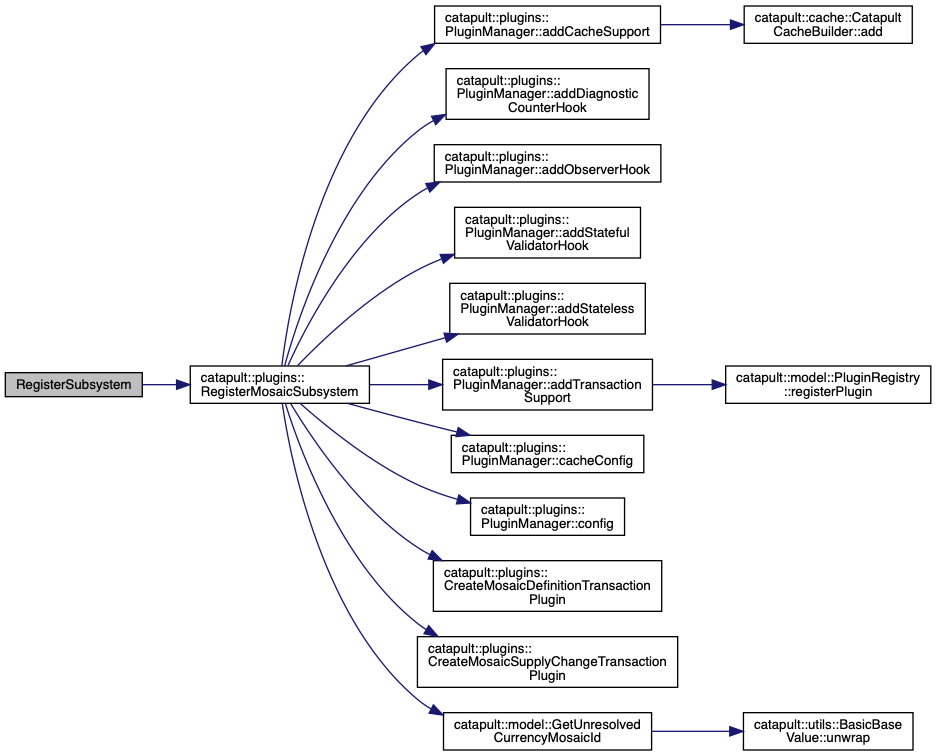 RegisterSubsystem
catapult::plugins::
RegisterMosaicSubsystem
catapult::plugins::
PluginManager::addCacheSupport
catapult::cache::Catapult
CacheBuilder::add
catapult::plugins::
PluginManager::addDiagnostic
CounterHook
catapult::plugins::
PluginManager::addObserverHook
catapult::plugins::
PluginManager::addStateful
ValidatorHook
catapult::plugins::
PluginManager::addStateless
ValidatorHook
catapult::plugins::
PluginManager::addTransaction
Support
catapult::model::PluginRegistry
::registerPlugin
catapult::plugins::
PluginManager::cacheConfig
catapult::plugins::
PluginManager::config
catapult::plugins::
CreateMosaicDefinitionTransaction
Plugin
catapult::plugins::
CreateMosaicSupplyChangeTransaction
Plugin
catapult::model::GetUnresolved
CurrencyMosaicId
catapult::utils::BasicBase
Value::unwrap